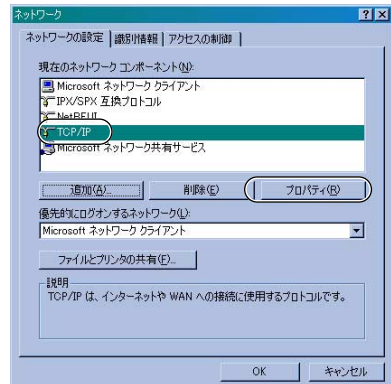 ネットワーク
ネットワークの設定 識別情報 アクセスの制御
現在のネットワーク コンポーネント(N):
Microsoft ネットワーク クライアント
IPX/SPX 互換プロトコル
NetBEUI
TCP/IP
Microsoft ネットワーク共有サービス
追加(A)... 削除(E) プロパティ(R)
優先的にログオンするネットワーク(L):
Microsoft ネットワーク クライアント
ファイルとプリンタの共有(F)...
説明
TCP/IP は、インターネットや WAN への接続に使用するプロトコルです。
OK キャンセル